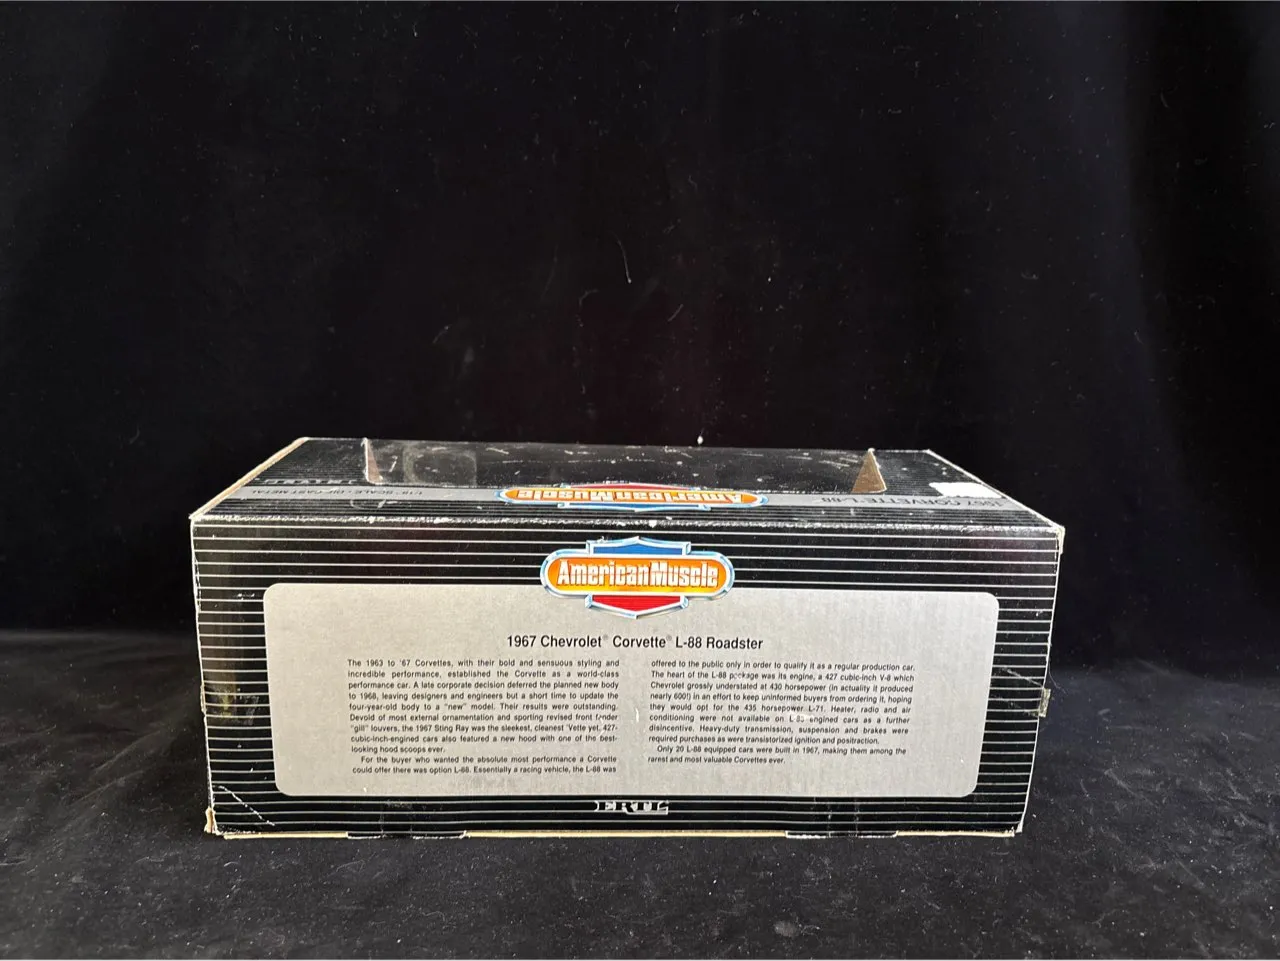 ERTL
1:18 SCALE / DIE CAST METAL
AmericanMuscle
1967 CORVETTE L-88
AmericanMuscle
1967 Chevrolet® Corvette® L-88 Roadster
The 1963 to '67 Corvettes, with their bold and sensuous styling and
incredible performance, established the Corvette as a world-class
performance car. A late corporate decision deferred the planned new body
to 1968, leaving designers and engineers but a short time to update the
four-year-old body to a "new" model. Their results were outstanding.
Devoid of most external ornamentation and sporting revised front fender
"gill" louvers, the 1967 Sting Ray was the sleekest, cleanest 'Vette yet. 427-
cubic-inch-engined cars also featured a new hood with one of the best-
looking hood scoops ever.
For the buyer who wanted the absolute most performance a Corvette
could offer there was option L-88. Essentially a racing vehicle, the L-88 was
offered to the public only in order to qualify it as a regular production car.
The heart of the L-88 package was its engine, a 427 cubic-inch V-8 which
Chevrolet grossly understated at 430 horsepower (in actuality it produced
nearly 600!) in an effort to keep uninformed buyers from ordering it, hoping
they would opt for the 435 horsepower L-71. Heater, radio and air
conditioning were not available on L-88 engined cars as a further
disincentive. Heavy-duty transmission, suspension and brakes were
required purchases as were transistorized ignition and positraction.
Only 20 L-88 equipped cars were built in 1967, making them among the
rarest and most valuable Corvettes ever.
ERTL